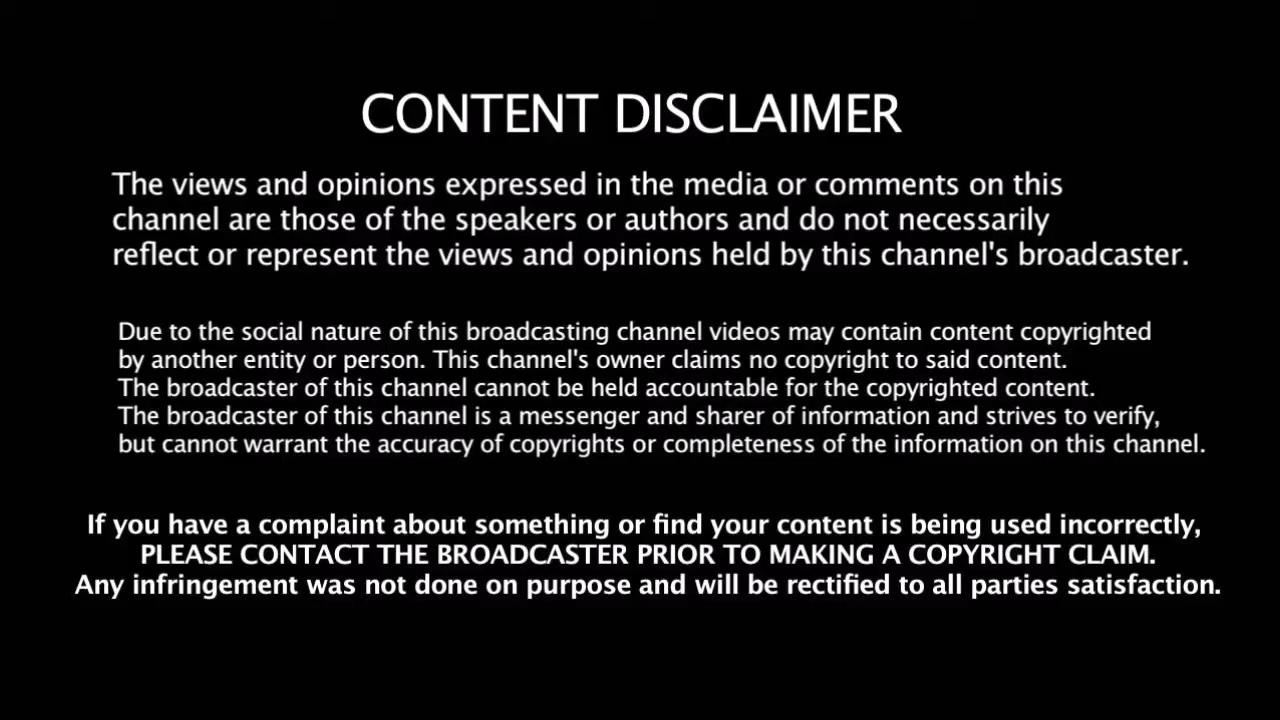 CONTENT DISCLAIMER
The views and opinions expressed in the media or comments on this
channel are those of the speakers or authors and do not necessarily
reflect or represent the views and opinions held by this channel's broadcaster.
Due to the social nature of this broadcasting channel videos may contain content copyrighted
by another entity or person. This channel's owner claims no copyright to said content.
The broadcaster of this channel cannot be held accountable for the copyrighted content.
The broadcaster of this channel is a messenger and sharer of information and strives to verify,
but cannot warrant the accuracy of copyrights or completeness of the information on this channel.
If you have a complaint about something or find your content is being used incorrectly,
PLEASE CONTACT THE BROADCASTER PRIOR TO MAKING A COPYRIGHT CLAIM.
Any infringement was not done on purpose and will be rectified to all parties satisfaction.